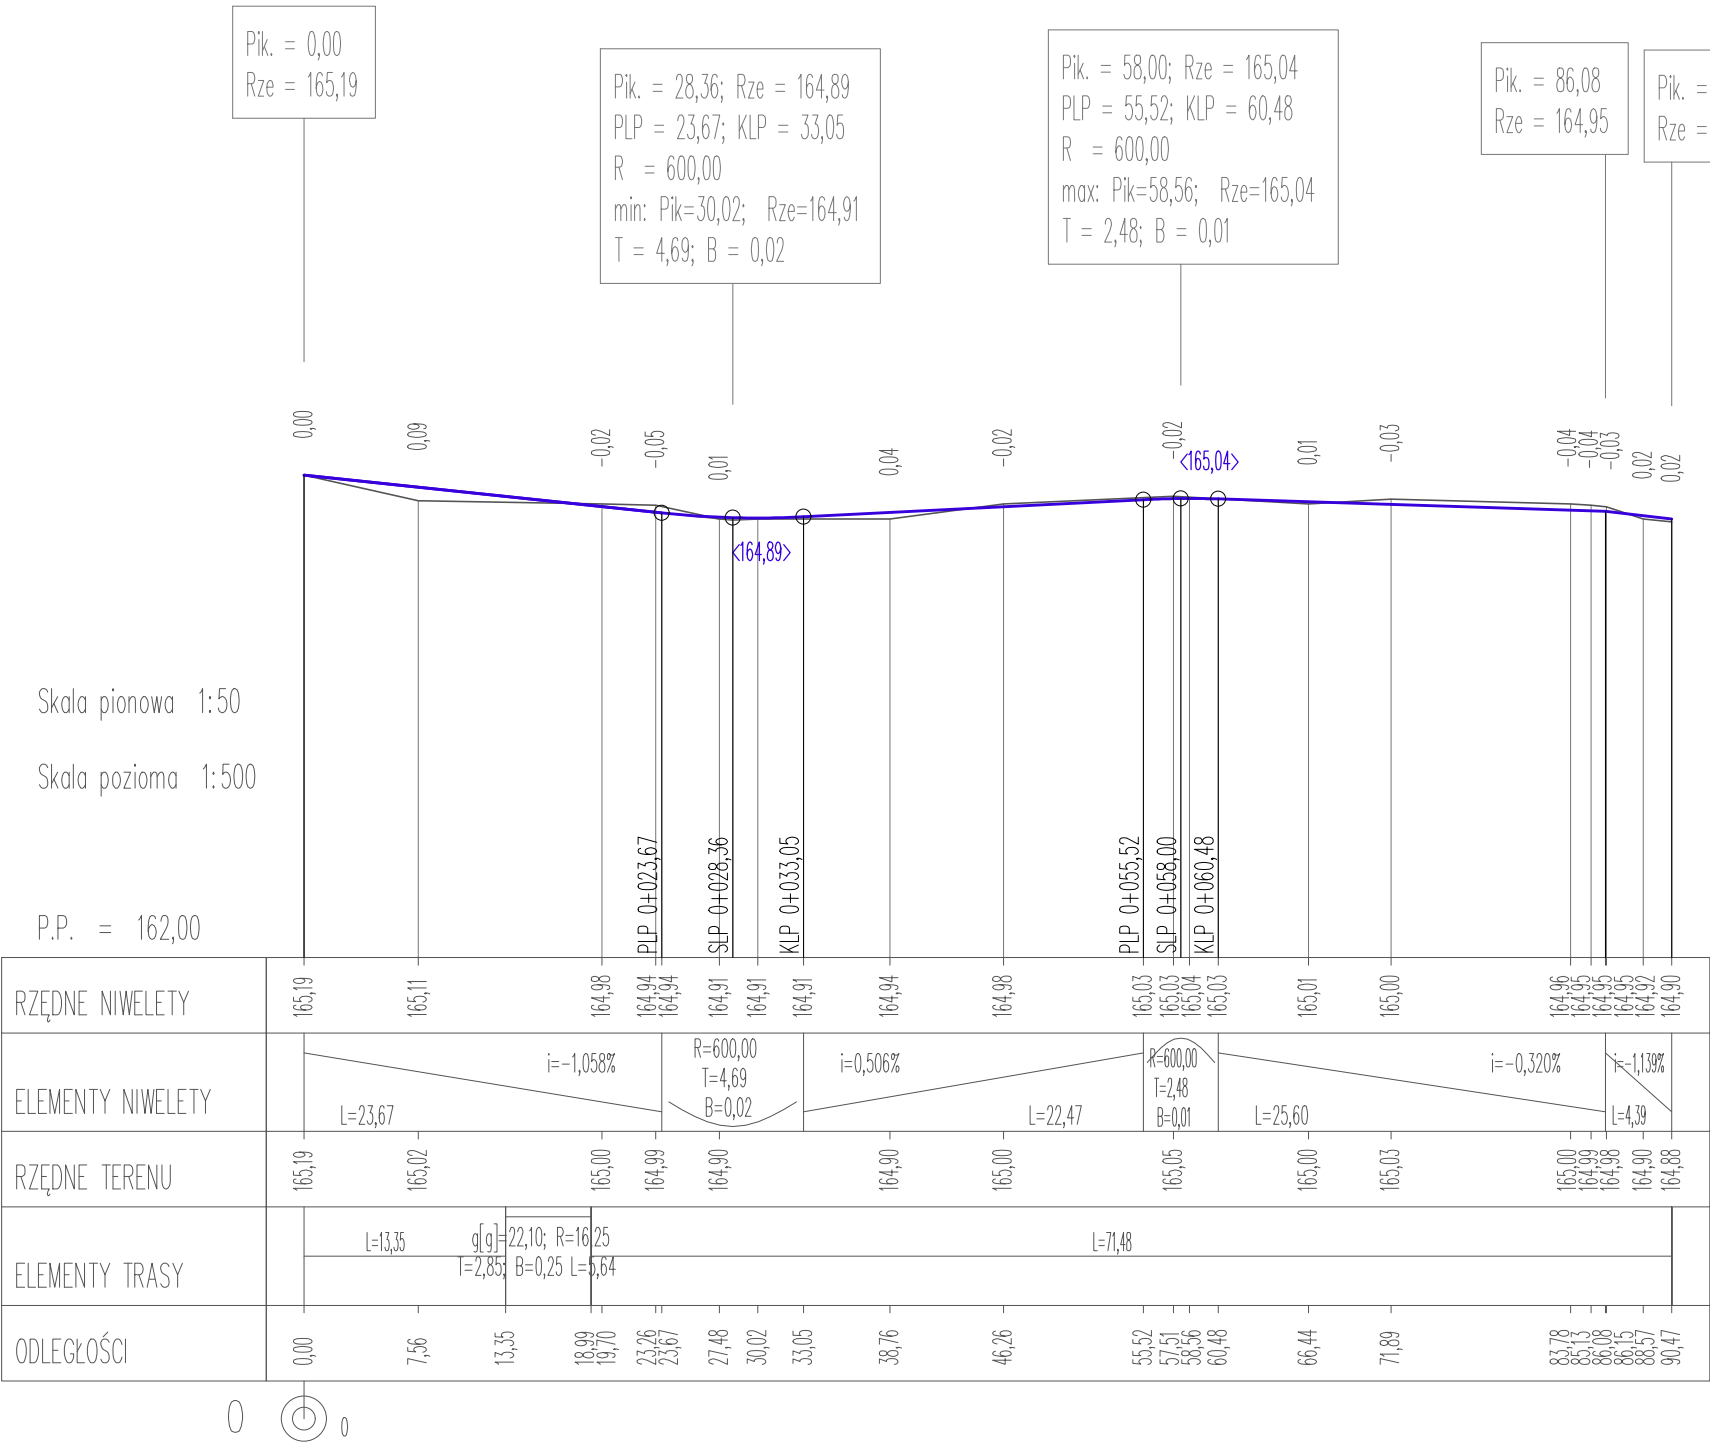 Pik. = 0,00
Rze = 165,19
Pik. = 28,36; Rze = 164,89
PLP = 23,67; KLP = 33,05
R = 600,00
min: Pik=30,02; Rze=164,91
T = 4,69; B = 0,02
Pik. = 58,00; Rze = 165,04
PLP = 55,52; KLP = 60,48
R = 600,00
max: Pik=58,56; Rze=165,04
T = 2,48; B = 0,01
Pik. = 86,08
Rze = 164,95
Pik. =
Rze =
0,00 0,09 -0,02 -0,05 0,01 0,04 -0,02 -0,02 0,01 -0,03 -0,04 -0,04 -0,03 0,02 0,02
<165,04>
<164,89>
Skala pionowa 1:50
Skala pozioma 1:500
PLP 0+023,67
SLP 0+028,36
KLP 0+033,05
PLP 0+055,52
SLP 0+058,00
KLP 0+060,48
P.P. = 162,00
RZĘDNE NIWELETY 165,19 165,11 164,98 164,94 164,94 164,91 164,91 164,91 164,94 164,98 165,03 165,03 165,04 165,03 165,01 165,00 164,96 164,95 164,95 164,95 164,92 164,90
ELEMENTY NIWELETY
i=-1,058%
L=23,67
R=600,00
T=4,69
B=0,02
i=0,506%
L=22,47
R=600,00
T=2,48
B=0,01
i=-0,320%
L=25,60
i=-1,139%
L=4,39
RZĘDNE TERENU 165,19 165,02 165,00 164,99 164,90 164,90 165,00 165,05 165,00 165,03 165,00 164,99 164,98 164,98 164,90 164,88
ELEMENTY TRASY
L=13,35
g[g]=22,10; R=16,25
T=2,85; B=0,25 L=5,64
L=71,48
ODLEGŁOŚCI 0,00 7,56 13,35 18,99 19,70 23,26 23,67 27,48 30,02 33,05 38,76 46,26 55,52 57,51 58,56 60,48 66,44 71,89 83,78 85,13 86,08 86,15 88,57 90,47
0 0